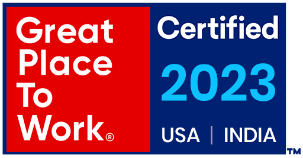 Great
Place
To
Work®
Certified
2023
USA | INDIA
™